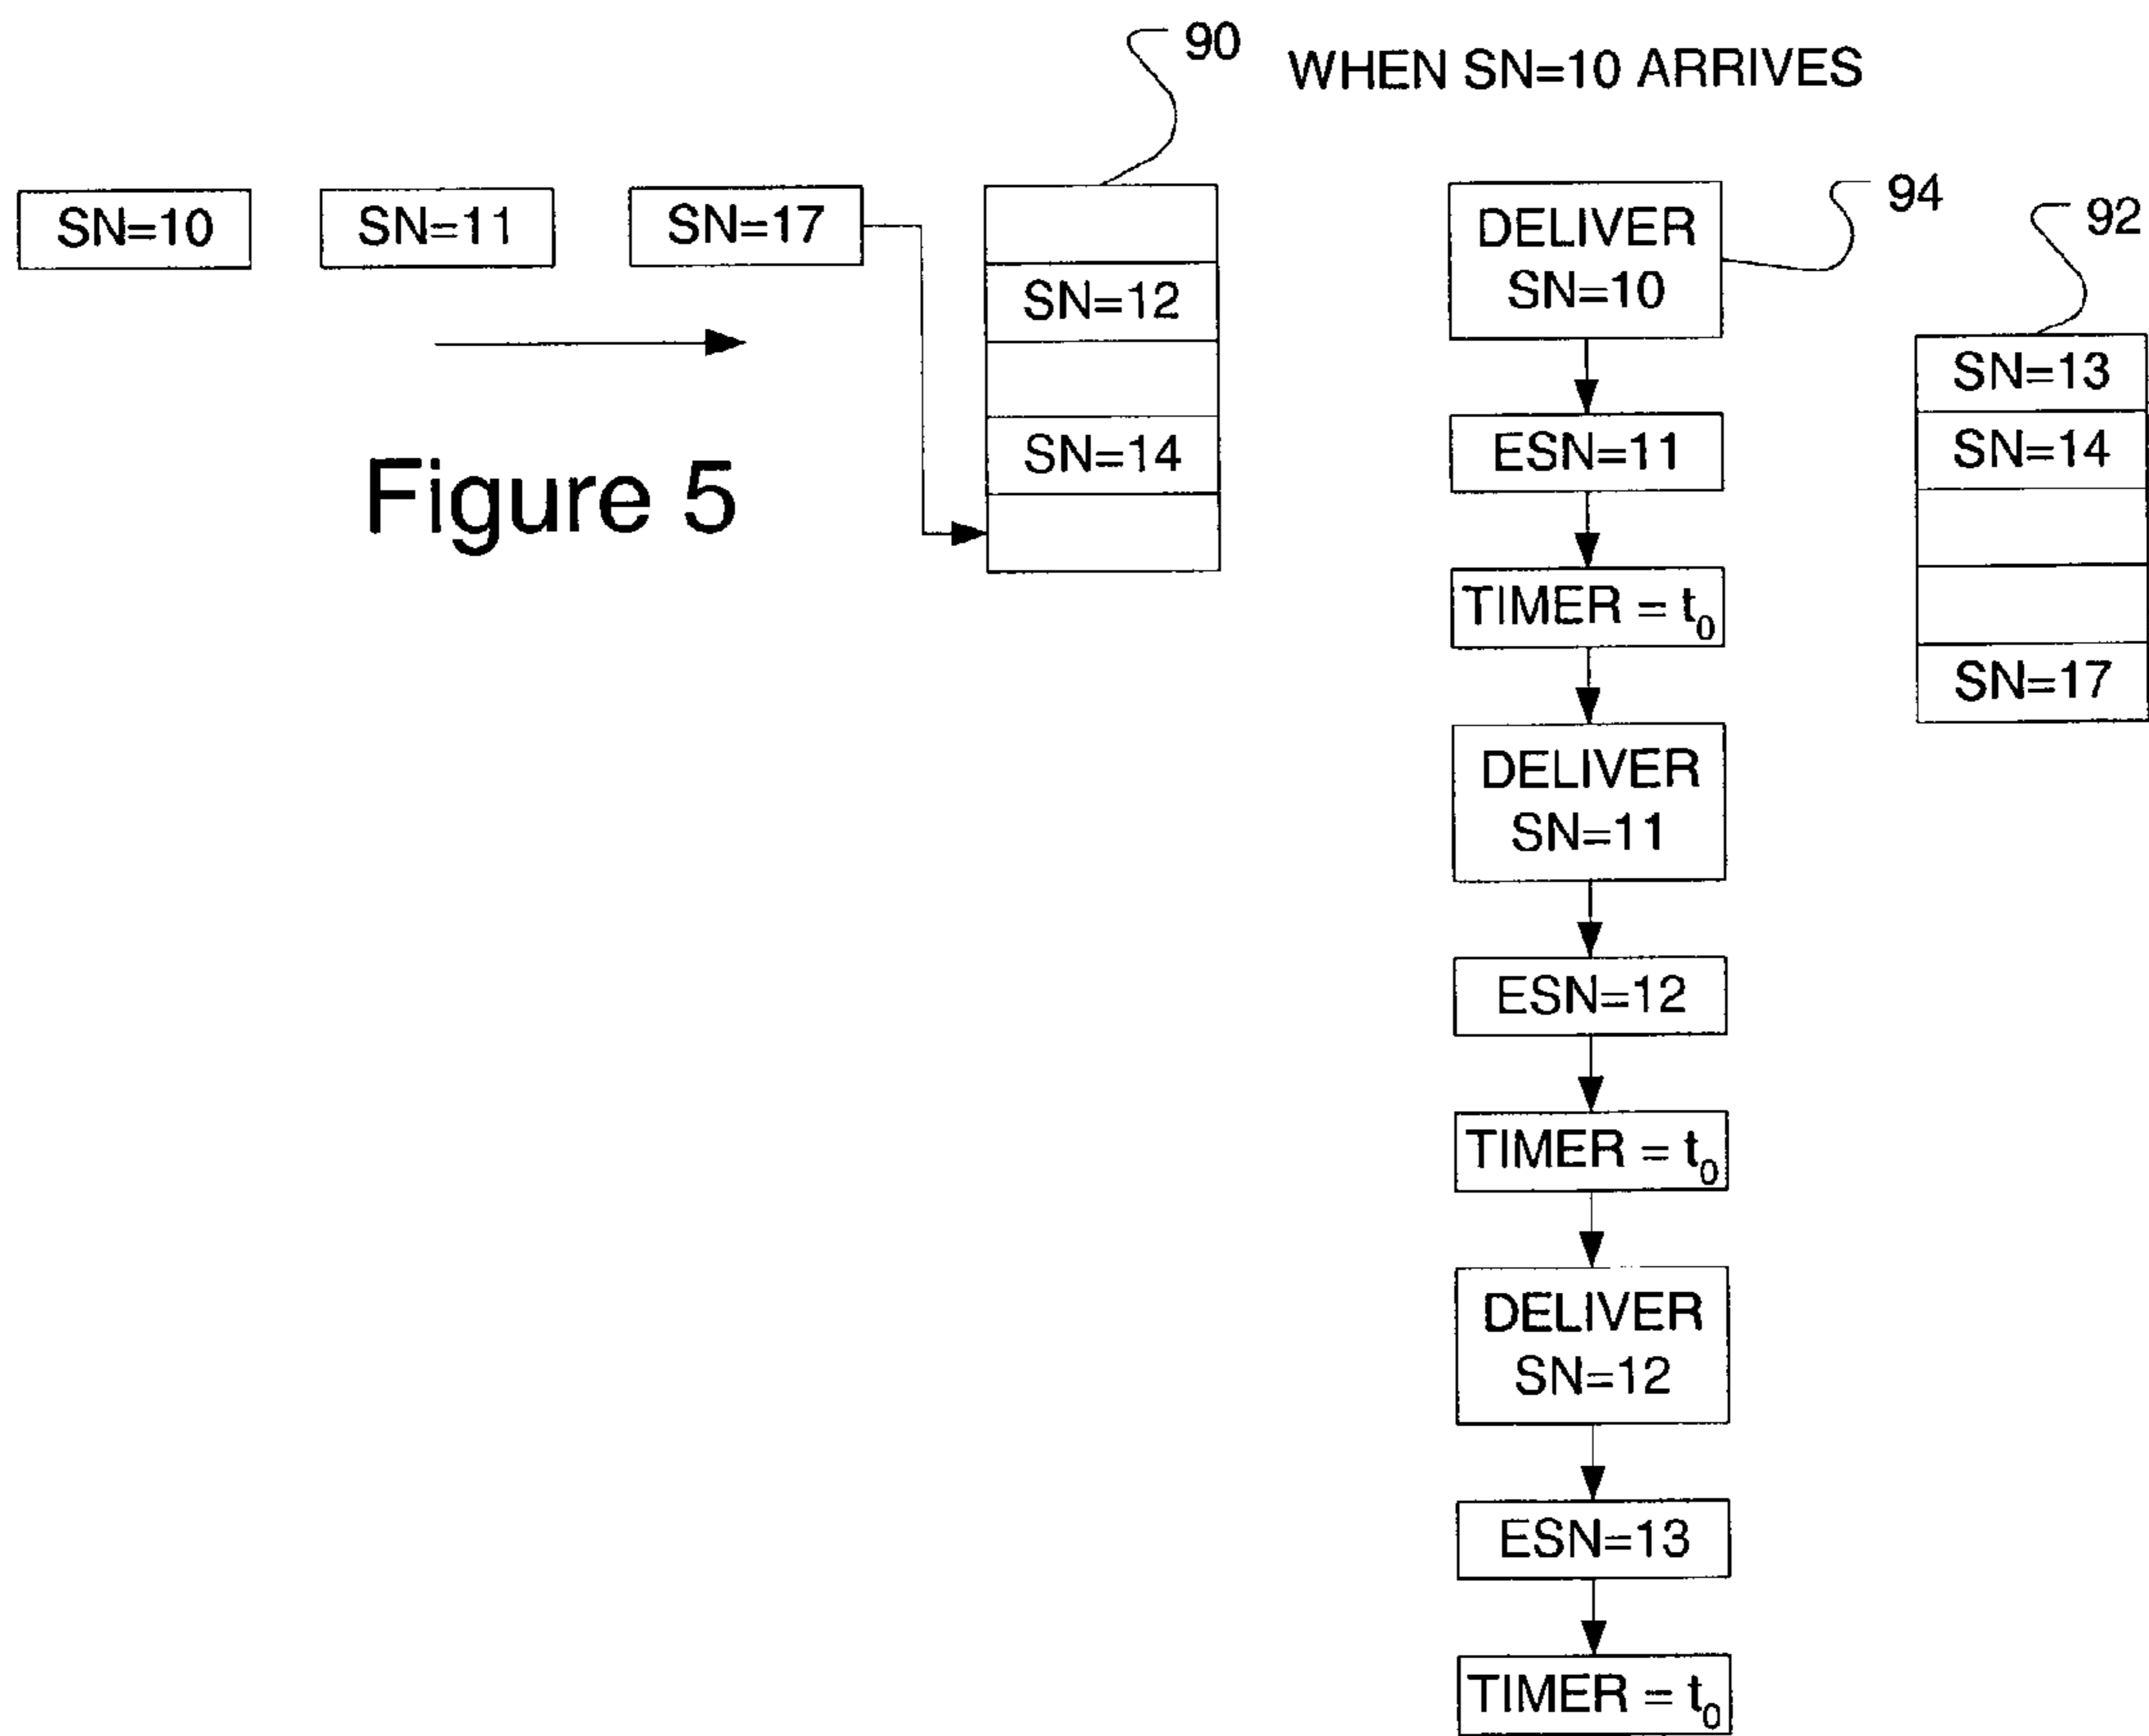 90
WHEN SN=10 ARRIVES
SN=10
SN=11
SN=17
SN=12
SN=14
Figure 5
DELIVER
SN=10
94
ESN=11
TIMER = t0
DELIVER
SN=11
ESN=12
TIMER = t0
DELIVER
SN=12
ESN=13
TIMER = t0
92
SN=13
SN=14
SN=17